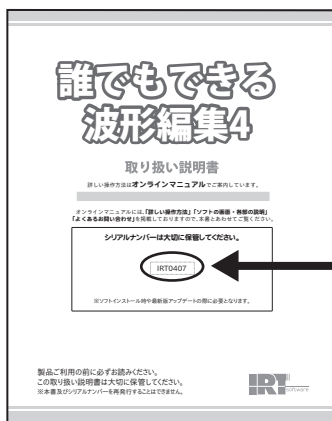 誰でもできる
波形編集4
取り扱い説明書
詳しい操作方法はオンラインマニュアルでご案内しています。
オンラインマニュアルには、「詳しい操作方法」「ソフトの画面・各部の説明」
「よくあるお問い合わせ」を掲載しておりますので、本書とあわせてご覧ください。
シリアルナンバーは大切に保管してください。
IRT0407
※ソフトインストール時や最新版アップデートの際に必要となります。
製品ご利用の前に必ずお読みください。
この取り扱い説明書は大切に保管してください。
※本書及びシリアルナンバーを再発行することはできません。
IRT software